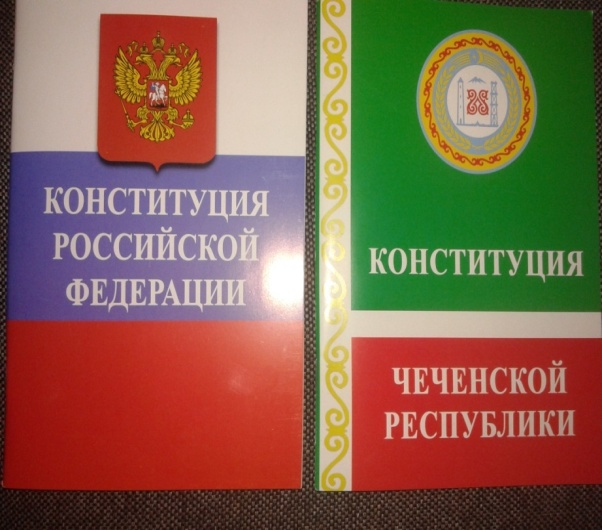 КОНСТИТУЦИЯ
РОССИЙСКОЙ
ФЕДЕРАЦИИ
КОНСТИТУЦИЯ
ЧЕЧЕНСКОЙ
РЕСПУБЛИКИ